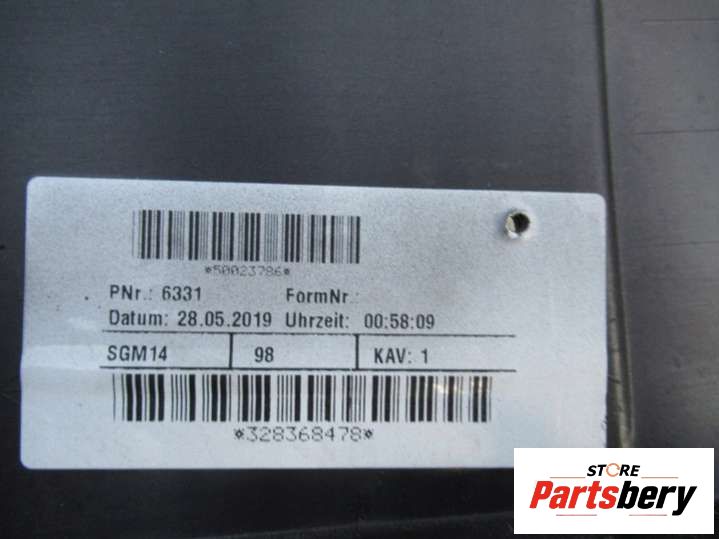 *50023786*
PNr.: 6331 FormNr.:
Datum: 28.05.2019 Uhrzeit: 00:58:09
SGM14 98 KAV: 1
*328368478*
STORE
Partsbery